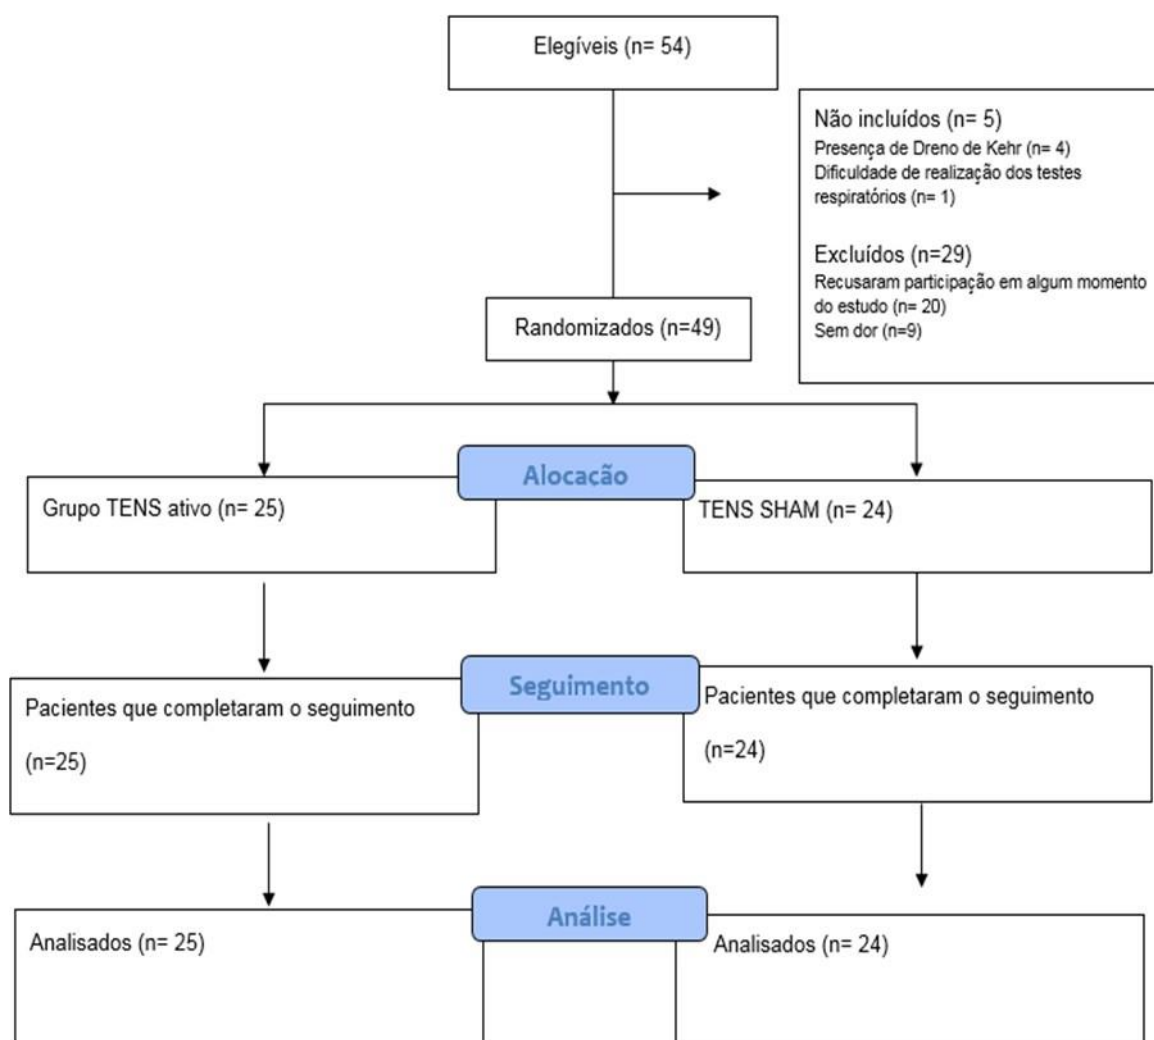 Elegíveis (n= 54)
Não incluídos (n= 5)
Presença de Dreno de Kehr (n= 4)
Dificuldade de realização dos testes
respiratórios (n= 1)
Excluídos (n=29)
Recusaram participação em algum momento
do estudo (n= 20)
Sem dor (n=9)
Randomizados (n=49)
Alocação
Grupo TENS ativo (n= 25)
TENS SHAM (n= 24)
Seguimento
Pacientes que completaram o seguimento
(n=25)
Pacientes que completaram o seguimento
(n=24)
Análise
Analisados (n= 25)
Analisados (n= 24)